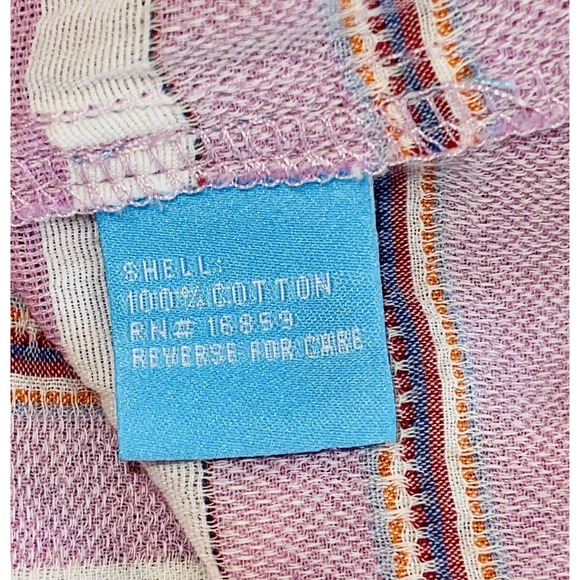 SHELL:
100% COTTON
RN# 16859
REVERSE FOR CARE